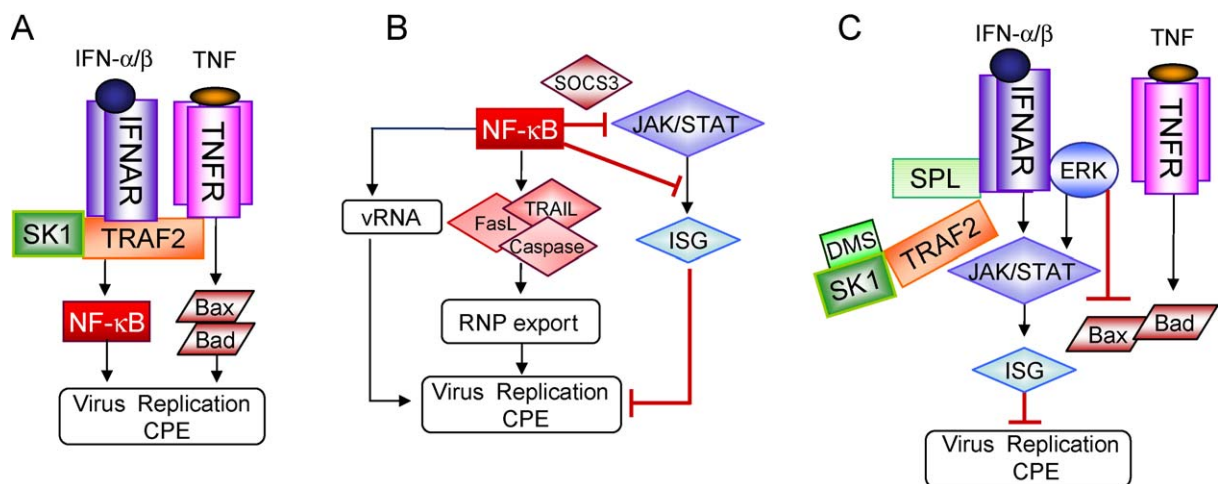 A
IFN-α/β
TNF
IFNAR
TNFR
SK1
TRAF2
NF-κB
Bax
Bad
Virus Replication
CPE
B
SOCS3
NF-κB
JAK/STAT
vRNA
FasL
TRAIL
Caspase
ISG
RNP export
Virus Replication
CPE
C
IFN-α/β
TNF
IFNAR
TNFR
ERK
SPL
DMS
SK1
TRAF2
JAK/STAT
Bax
Bad
ISG
Virus Replication
CPE